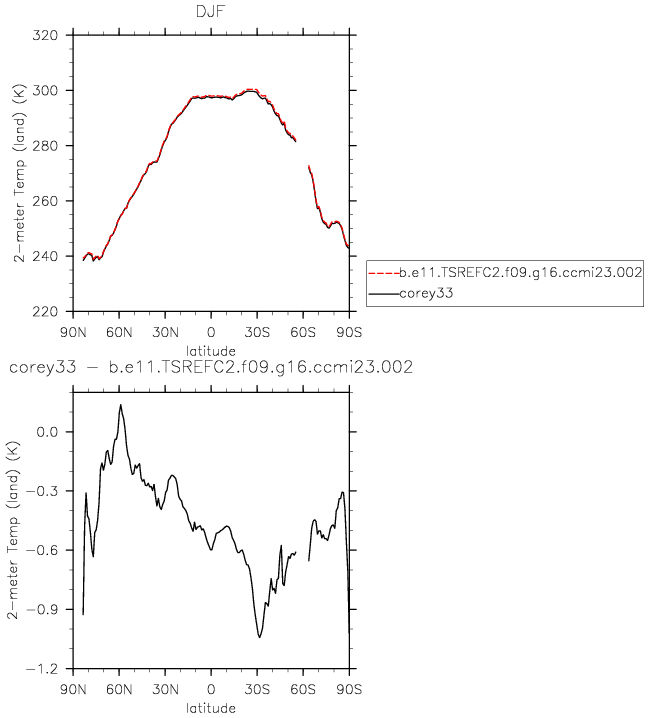 DJF
2-meter Temp (land) (K)
320
300
280
260
240
220
90N 60N 30N 0 30S 60S 90S
latitude
b.e11.TSREFC2.f09.g16.ccmi23.002
corey33
corey33 - b.e11.TSREFC2.f09.g16.ccmi23.002
2-meter Temp (land) (K)
0.0
-0.3
-0.6
-0.9
-1.2
90N 60N 30N 0 30S 60S 90S
latitude